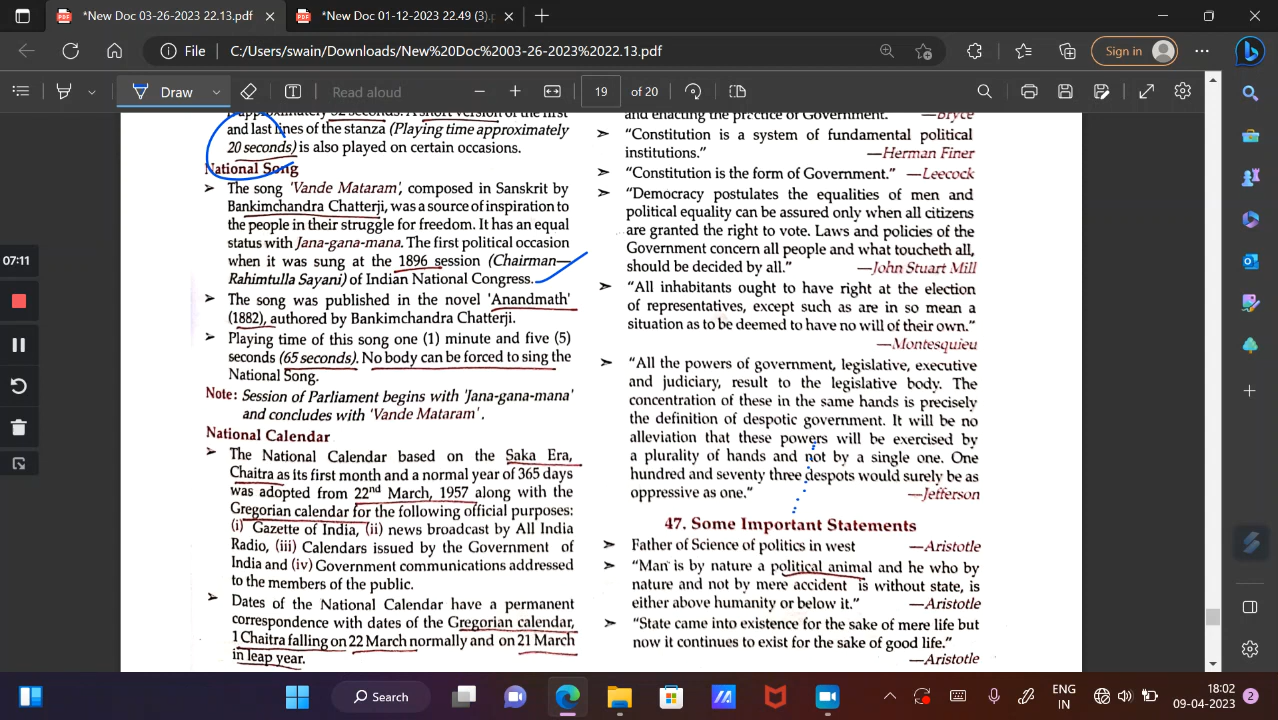 *New Doc 03-26-2023 22.13.pdf
*New Doc 01-12-2023 22.49 (3).p
File
C:/Users/swain/Downloads/New%20Doc%2003-26-2023%2022.13.pdf
Sign in
Draw
Read aloud
19 of 20
and last lines of the stanza (Playing time approximately
20 seconds) is also played on certain occasions.
National Song
The song 'Vande Mataram', composed in Sanskrit by
Bankimchandra Chatterji, was a source of inspiration to
the people in their struggle for freedom. It has an equal
status with Jana-gana-mana. The first political occasion
when it was sung at the 1896 session (Chairman—
Rahimtulla Sayani) of Indian National Congress.
The song was published in the novel 'Anandmath'
(1882), authored by Bankimchandra Chatterji.
Playing time of this song one (1) minute and five (5)
seconds (65 seconds). No body can be forced to sing the
National Song.
Note: Session of Parliament begins with 'Jana-gana-mana'
and concludes with 'Vande Mataram'.
National Calendar
The National Calendar based on the Saka Era,
Chaitra as its first month and a normal year of 365 days
was adopted from 22nd March, 1957 along with the
Gregorian calendar for the following official purposes:
(i) Gazette of India, (ii) news broadcast by All India
Radio, (iii) Calendars issued by the Government of
India and (iv) Government communications addressed
to the members of the public.
Dates of the National Calendar have a permanent
correspondence with dates of the Gregorian calendar,
1 Chaitra falling on 22 March normally and on 21 March
in leap year.
and enacting the practice of Government. —Bryce
"Constitution is a system of fundamental political
institutions." —Herman Finer
"Constitution is the form of Government." —Leecock
"Democracy postulates the equalities of men and
political equality can be assured only when all citizens
are granted the right to vote. Laws and policies of the
Government concern all people and what toucheth all,
should be decided by all." —John Stuart Mill
"All inhabitants ought to have right at the election
of representatives, except such as are in so mean a
situation as to be deemed to have no will of their own."
—Montesquieu
"All the powers of government, legislative, executive
and judiciary, result to the legislative body. The
concentration of these in the same hands is precisely
the definition of despotic government. It will be no
alleviation that these powers will be exercised by
a plurality of hands and not by a single one. One
hundred and seventy three despots would surely be as
oppressive as one." —Jefferson
47. Some Important Statements
Father of Science of politics in west —Aristotle
"Man is by nature a political animal and he who by
nature and not by mere accident is without state, is
either above humanity or below it." —Aristotle
"State came into existence for the sake of mere life but
now it continues to exist for the sake of good life."
—Aristotle
07:11
Search
ENG
IN
18:02
09-04-2023
2